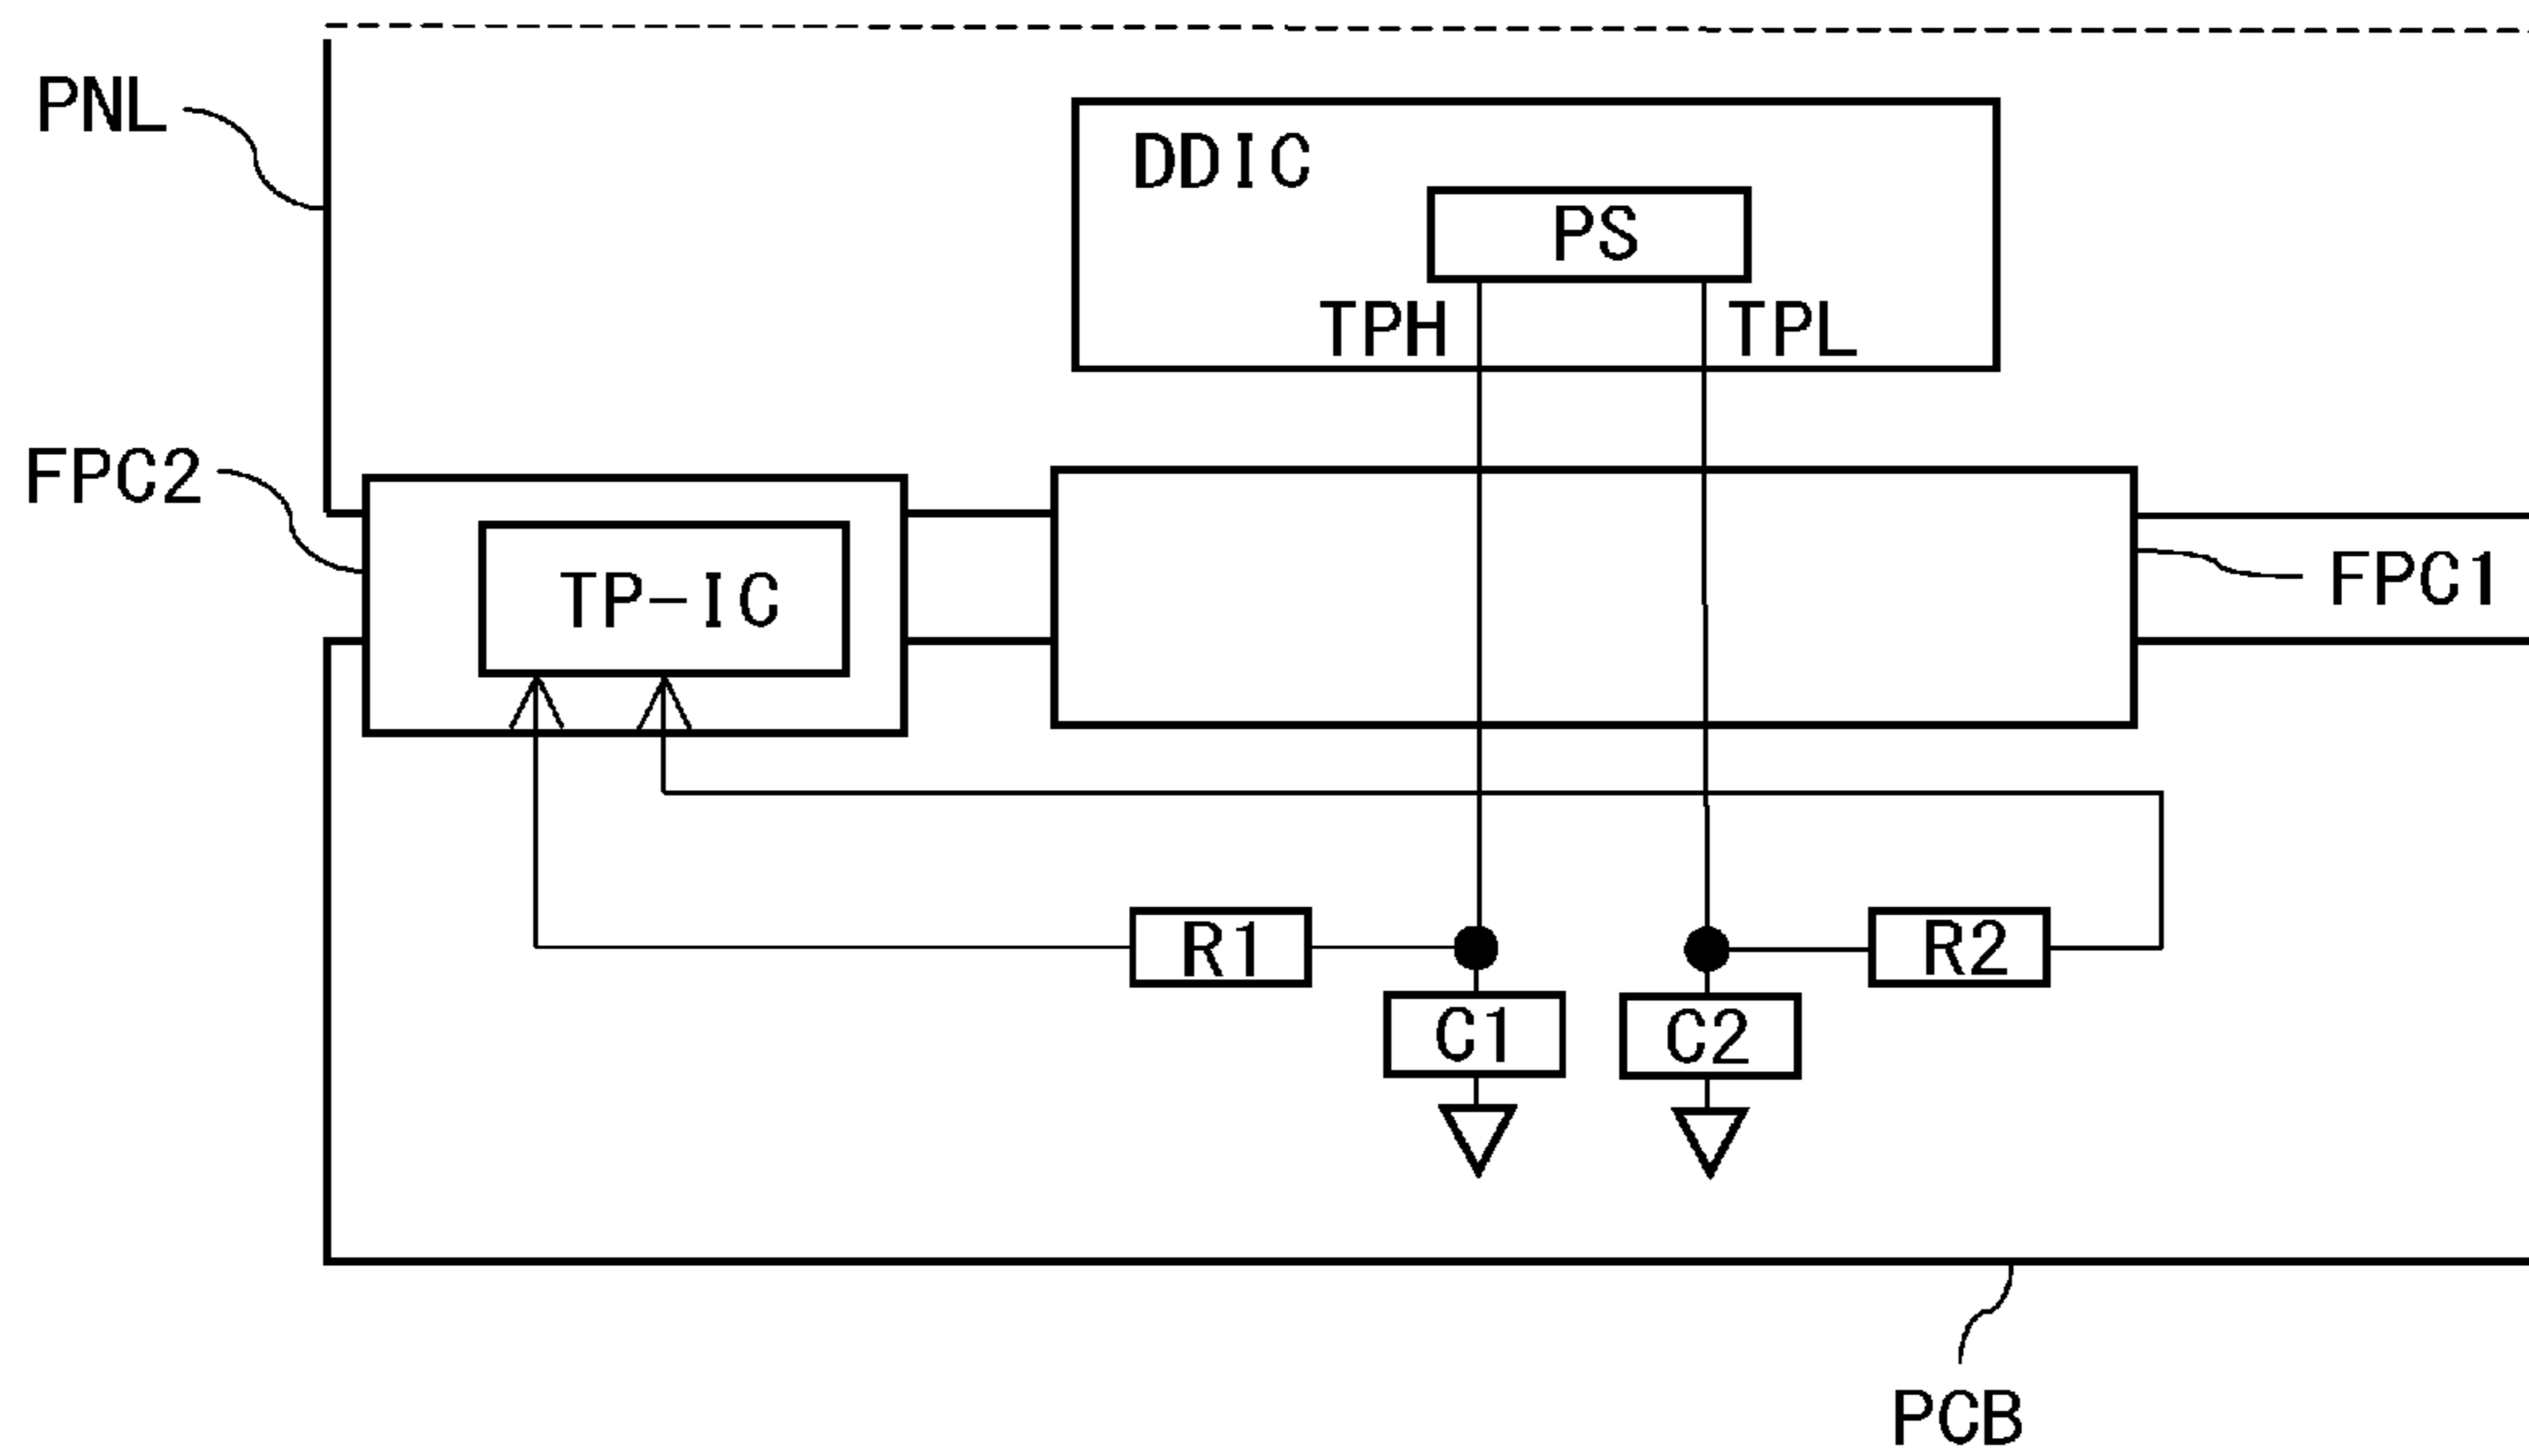 PNL
DDIC
PS
TPH
TPL
FPC2
TP-IC
FPC1
R1
R2
C1
C2
PCB